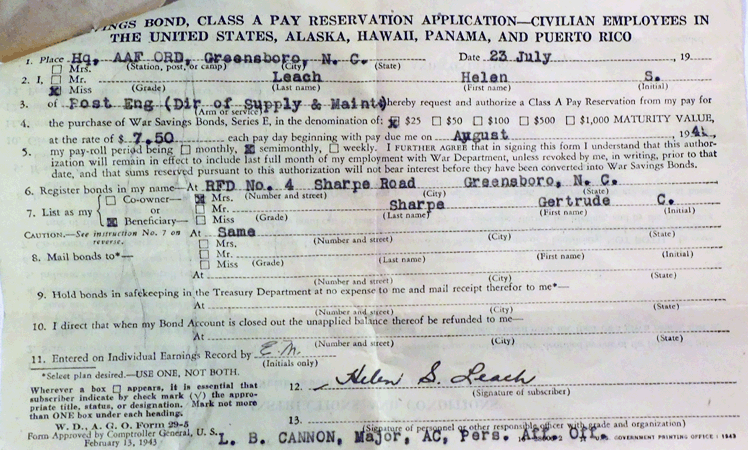 INGS BOND, CLASS A PAY RESERVATION APPLICATION—CIVILIAN EMPLOYEES IN
THE UNITED STATES, ALASKA, HAWAII, PANAMA, AND PUERTO RICO
1. Place Hq, AAF ORD, Greensboro, N. C. Date 23 July , 19
(Station, post, or camp) (City) (State)
Mrs.
2. I, Mr. Leach Helen S.
Miss (Grade) (Last name) (First name) (Initial)
3. of Post Eng (Dir of Supply & Maint) hereby request and authorize a Class A Pay Reservation from my pay for
(Arm or service)
4. the purchase of War Savings Bonds, Series E, in the denomination of: $25 $50 $100 $500 $1,000 MATURITY VALUE,
at the rate of $ 7.50 each pay day beginning with pay due me on August , 194
5. my pay-roll period being monthly, semimonthly, weekly. I FURTHER AGREE that in signing this form I understand that this author-
ization will remain in effect to include last full month of my employment with War Department, unless revoked by me, in writing, prior to that
date, and that sums reserved pursuant to this authorization will not bear interest before they have been converted into War Savings Bonds.
6. Register bonds in my name—At RFD No. 4 Sharpe Road Greensboro, N. C.
(Number and street) (City) (State)
7. List as my Co-owner— or Beneficiary— Mrs. Mr. Miss Sharpe Gertrude C.
(Grade) (Last name) (First name) (Initial)
CAUTION.—See instruction No. 7 on reverse. At Same
(Number and street) (City) (State)
8. Mail bonds to*— Mrs. Mr. Miss
(Grade) (Last name) (First name) (Initial)
At
(Number and street) (City) (State)
9. Hold bonds in safekeeping in the Treasury Department at no expense to me and mail receipt therefor to me*—
At
(Number and street) (City) (State)
10. I direct that when my Bond Account is closed out the unapplied balance thereof be refunded to me—
At
(Number and street) (City) (State)
11. Entered on Individual Earnings Record by E.M.
(Initials only)
*Select plan desired.—USE ONE, NOT BOTH.
Wherever a box appears, it is essential that
subscriber indicate by check mark (√) the appro-
priate title, status, or designation. Mark not more
than ONE box under each heading.
12. Helen S. Leach
(Signature of subscriber)
13.
(Signature of personnel or other responsible officer with grade and organization)
W. D., A. G. O. Form 29-5
Form Approved by Comptroller General, U. S.
February 13, 1943
L. B. CANNON, Major, AC, Pers. Aff. Off.
U.S. GOVERNMENT PRINTING OFFICE : 1943